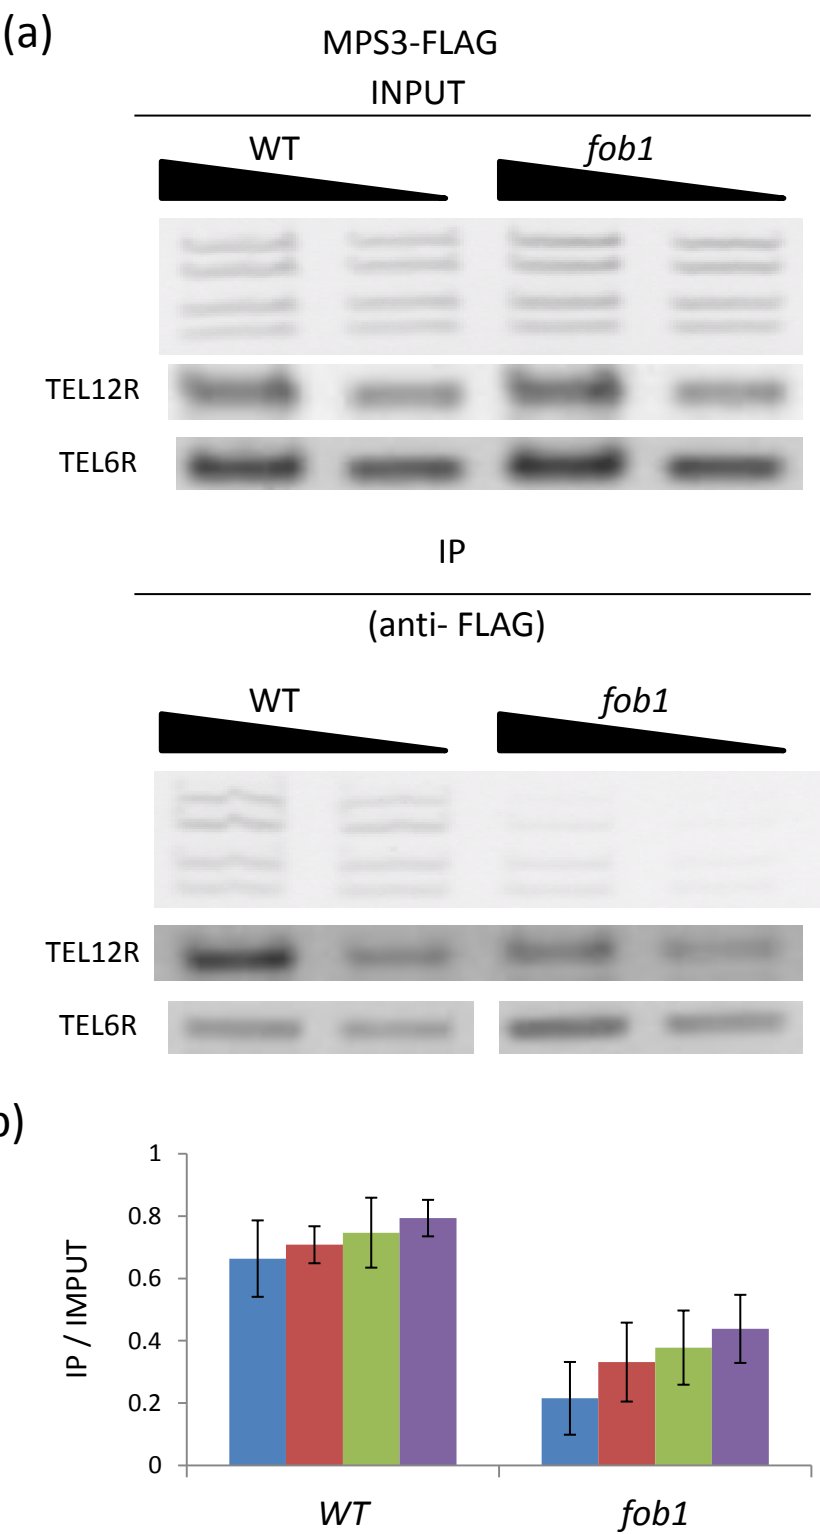 (a)
MPS3-FLAG
INPUT
WT fob1
TEL12R
TEL6R
IP
(anti- FLAG)
WT fob1
TEL12R
TEL6R
b)
1
0.8
0.6
0.4
0.2
0
IP / IMPUT
WT fob1